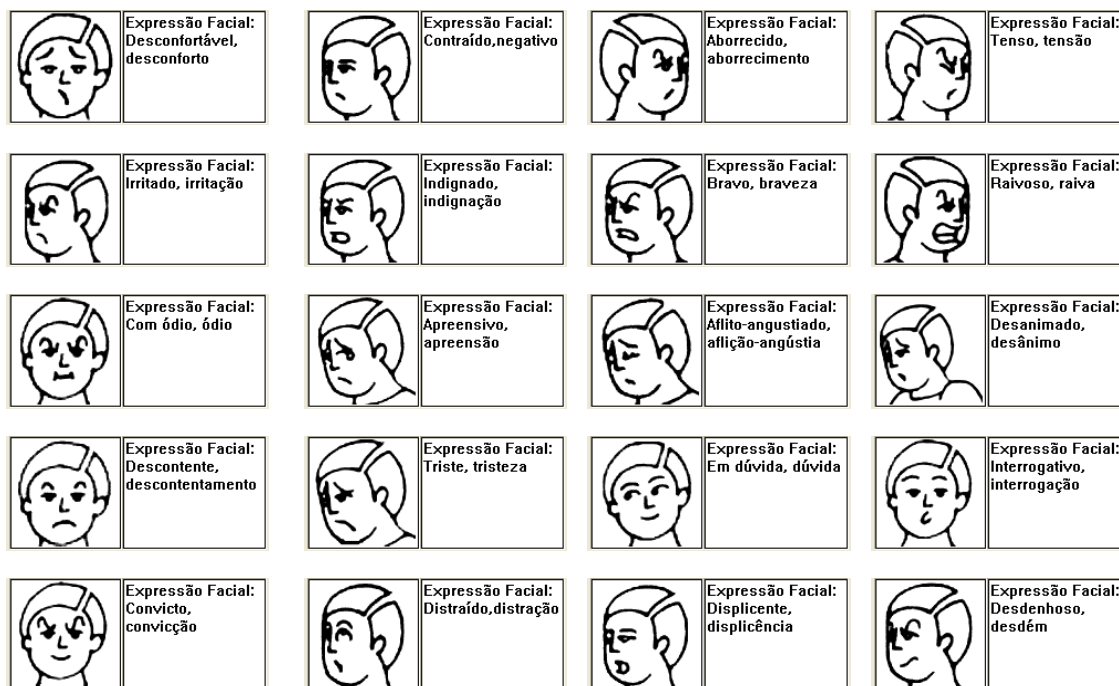 Expressão Facial:
Desconfortável,
desconforto
Expressão Facial:
Contraído,negativo
Expressão Facial:
Aborrecido,
aborrecimento
Expressão Facial:
Tenso, tensão
Expressão Facial:
Irritado, irritação
Expressão Facial:
Indignado,
indignação
Expressão Facial:
Bravo, braveza
Expressão Facial:
Raivoso, raiva
Expressão Facial:
Com ódio, ódio
Expressão Facial:
Apreensivo,
apreensão
Expressão Facial:
Aflito-angustiado,
aflição-angústia
Expressão Facial:
Desanimado,
desânimo
Expressão Facial:
Descontente,
descontentamento
Expressão Facial:
Triste, tristeza
Expressão Facial:
Em dúvida, dúvida
Expressão Facial:
Interrogativo,
interrogação
Expressão Facial:
Convicto,
convicção
Expressão Facial:
Distraído,distração
Expressão Facial:
Displicente,
displicência
Expressão Facial:
Desdenhoso,
desdém